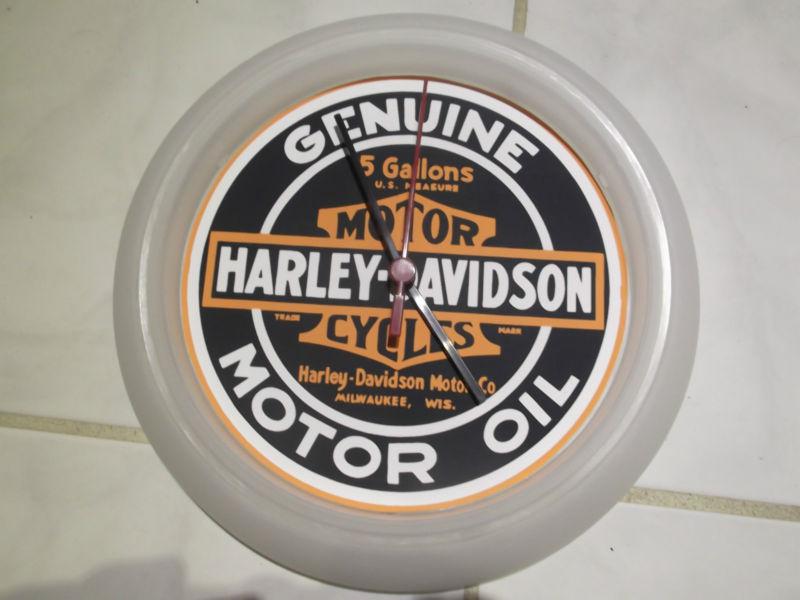 GENUINE
5 Gallons
U.S. MEASURE
MOTOR
HARLEY-DAVIDSON
TRADE MARK
CYCLES
Harley-Davidson Motor Co
MILWAUKEE, WIS.
MOTOR OIL